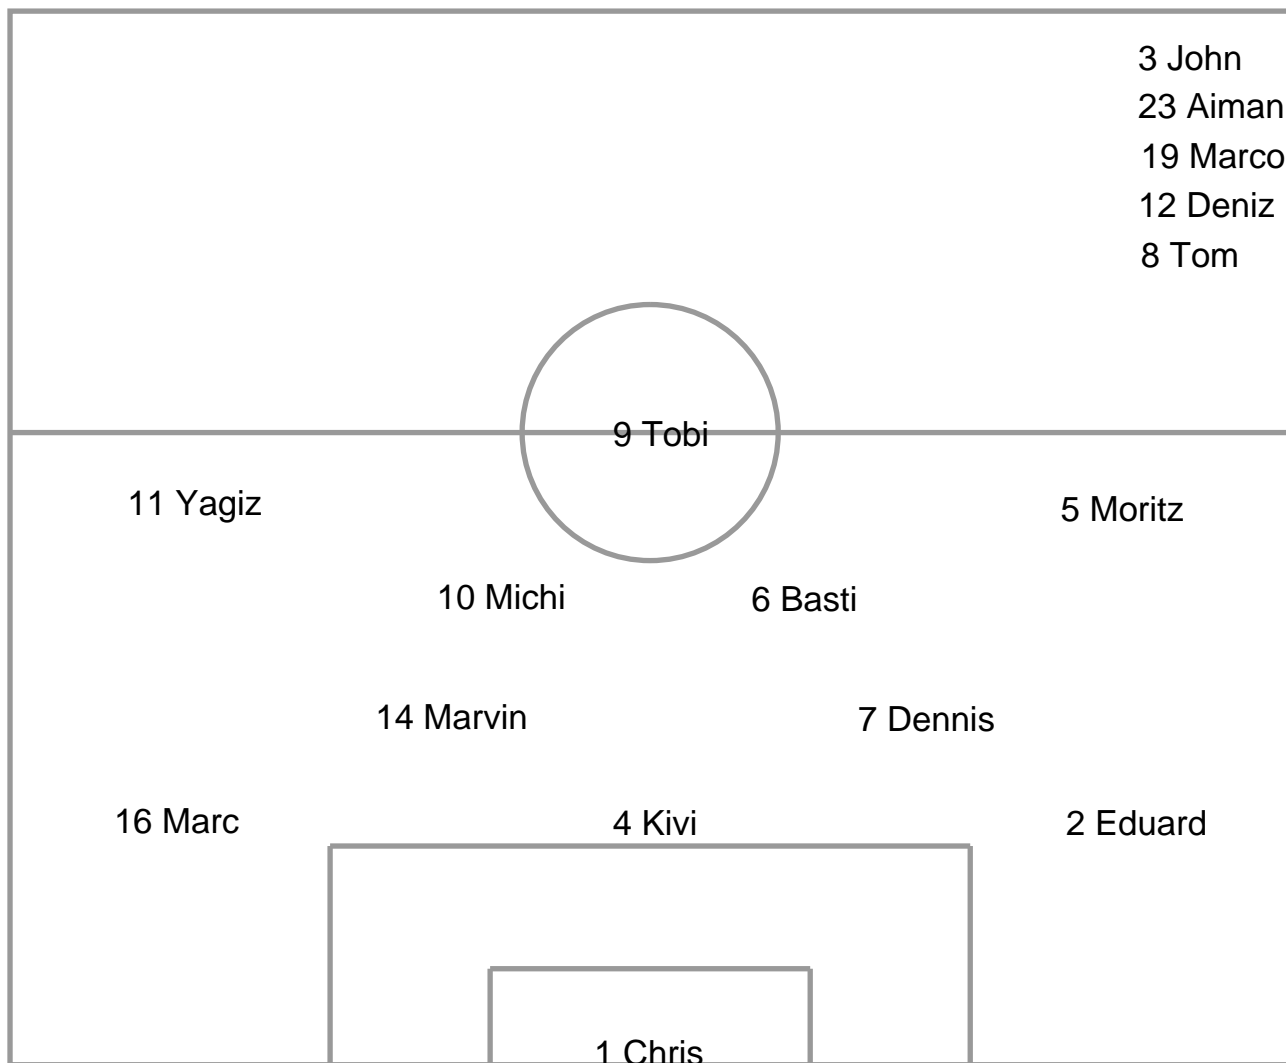 3 John
23 Aiman
19 Marco
12 Deniz
8 Tom
9 Tobi
11 Yagiz
5 Moritz
10 Michi
6 Basti
14 Marvin
7 Dennis
16 Marc
4 Kivi
2 Eduard
1 Chris